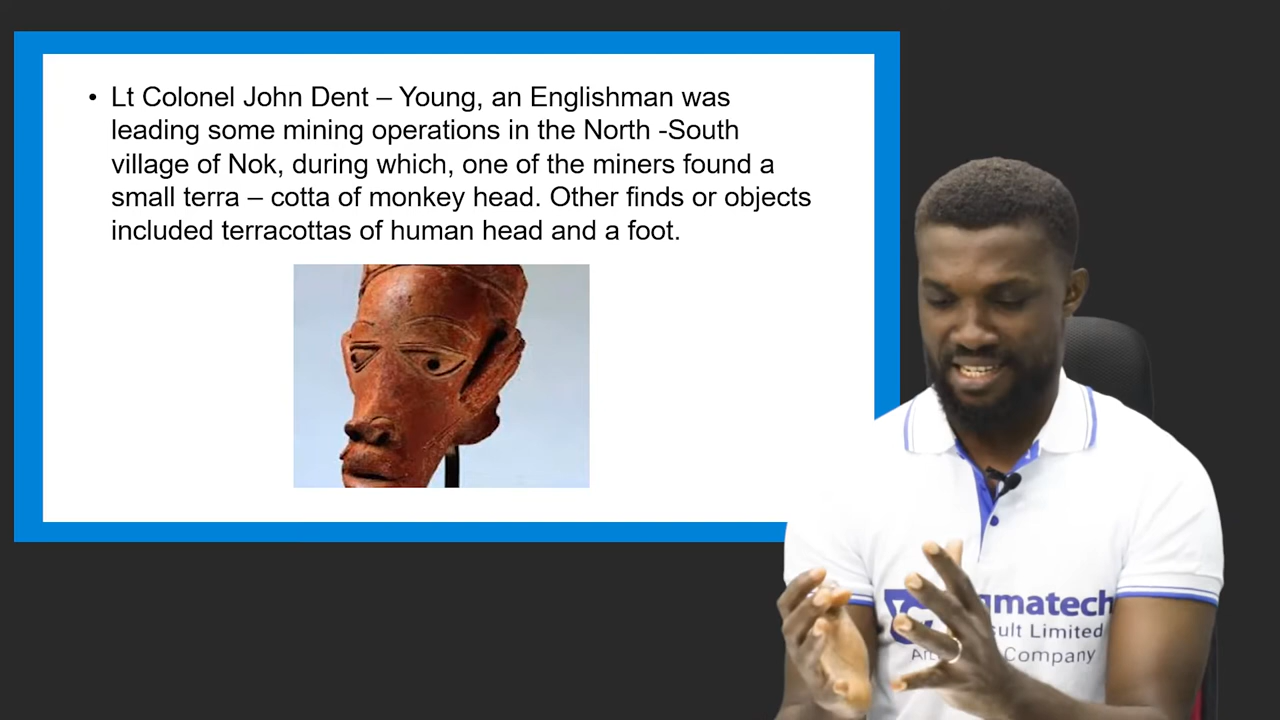 • Lt Colonel John Dent – Young, an Englishman was
leading some mining operations in the North -South
village of Nok, during which, one of the miners found a
small terra – cotta of monkey head. Other finds or objects
included terracottas of human head and a foot.
Limited
Company